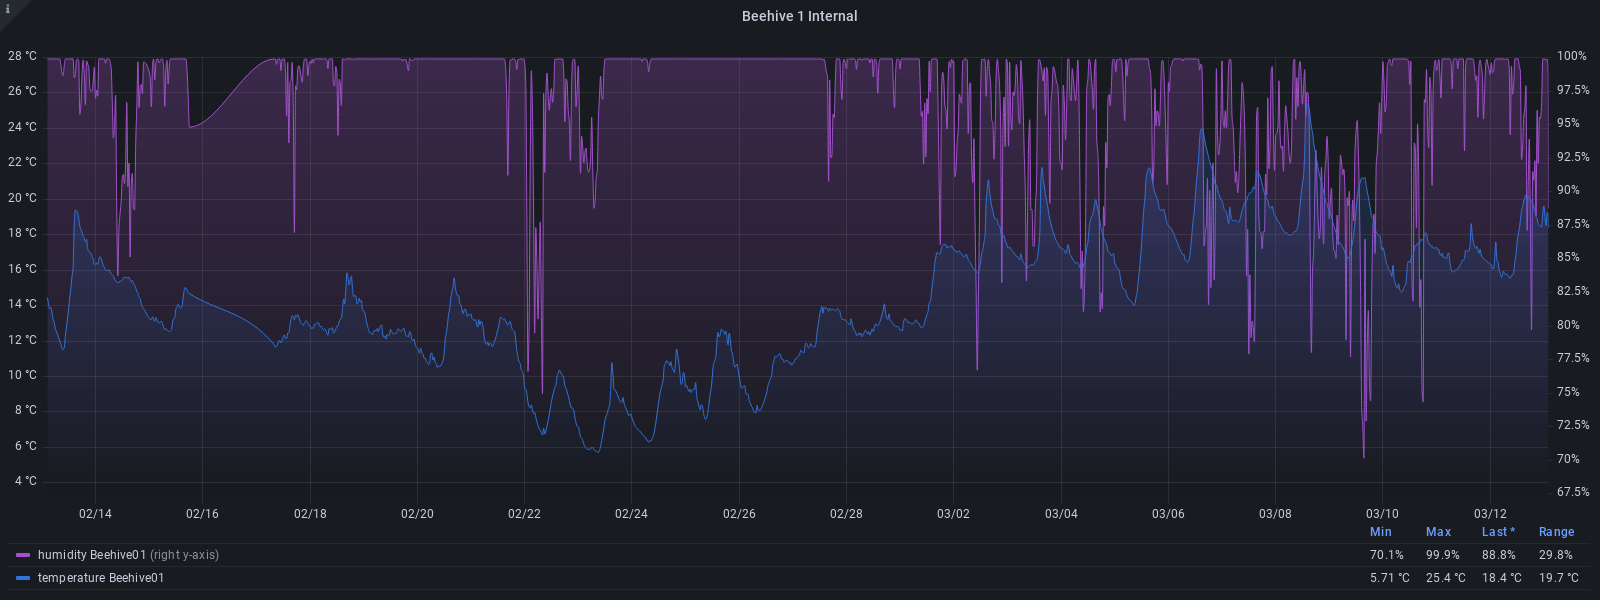 i
Beehive 1 Internal
28 °C 100%
26 °C 97.5%
24 °C 95%
22 °C 92.5%
20 °C 90%
18 °C 87.5%
16 °C 85%
14 °C 82.5%
12 °C 80%
10 °C 77.5%
8 °C 75%
6 °C 72.5%
4 °C 70%
67.5%
02/14 02/16 02/18 02/20 02/22 02/24 02/26 02/28 03/02 03/04 03/06 03/08 03/10 03/12
Min Max Last * Range
humidity Beehive01 (right y-axis) 70.1% 99.9% 88.8% 29.8%
temperature Beehive01 5.71 °C 25.4 °C 18.4 °C 19.7 °C